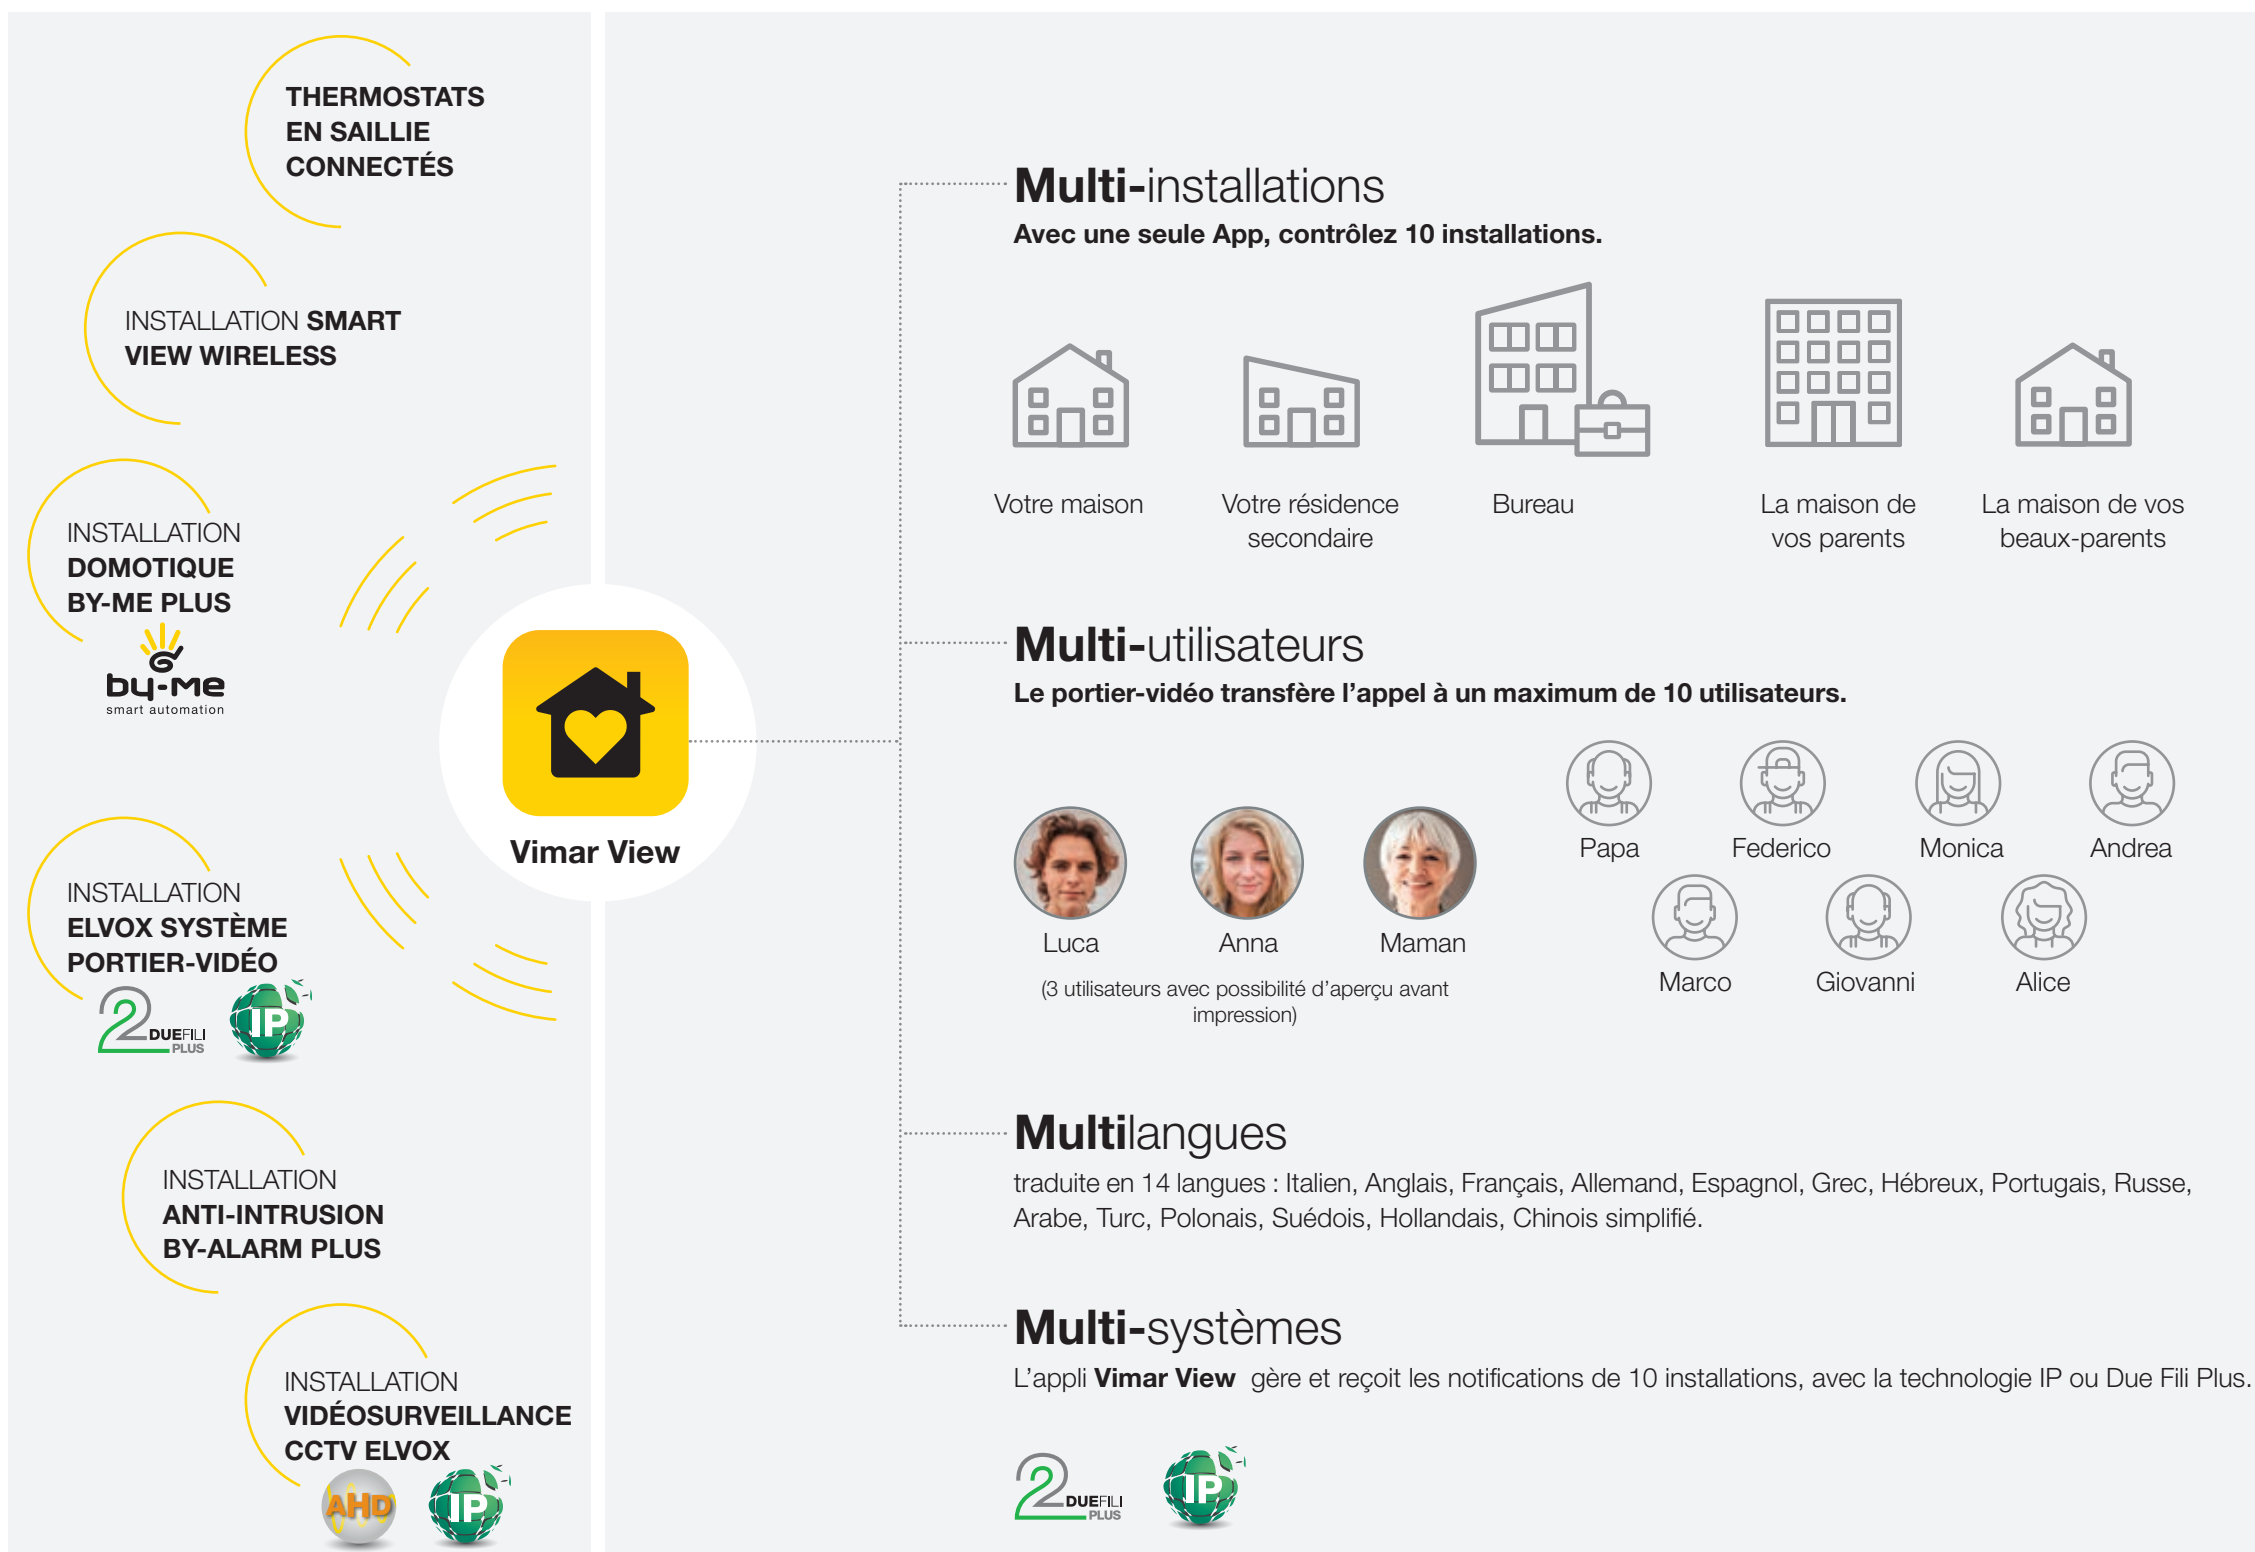 THERMOSTATS
EN SAILLIE
CONNECTÉS
INSTALLATION SMART
VIEW WIRELESS
INSTALLATION
DOMOTIQUE
BY-ME PLUS
by-me
smart automation
INSTALLATION
ELVOX SYSTÈME
PORTIER-VIDÉO
2 DUEFILI
PLUS
IP
INSTALLATION
ANTI-INTRUSION
BY-ALARM PLUS
INSTALLATION
VIDÉOSURVEILLANCE
CCTV ELVOX
AHD
IP
Vimar View
Multi-installations
Avec une seule App, contrôlez 10 installations.
Votre maison
Votre résidence
secondaire
Bureau
La maison de
vos parents
La maison de vos
beaux-parents
Multi-utilisateurs
Le portier-vidéo transfère l’appel à un maximum de 10 utilisateurs.
Luca
Anna
Maman
(3 utilisateurs avec possibilité d’aperçu avant
impression)
Papa
Federico
Monica
Andrea
Marco
Giovanni
Alice
Multilangues
traduite en 14 langues : Italien, Anglais, Français, Allemand, Espagnol, Grec, Hébreux, Portugais, Russe,
Arabe, Turc, Polonais, Suédois, Hollandais, Chinois simplifié.
Multi-systèmes
L’appli Vimar View gère et reçoit les notifications de 10 installations, avec la technologie IP ou Due Fili Plus.
2 DUEFILI
PLUS
IP